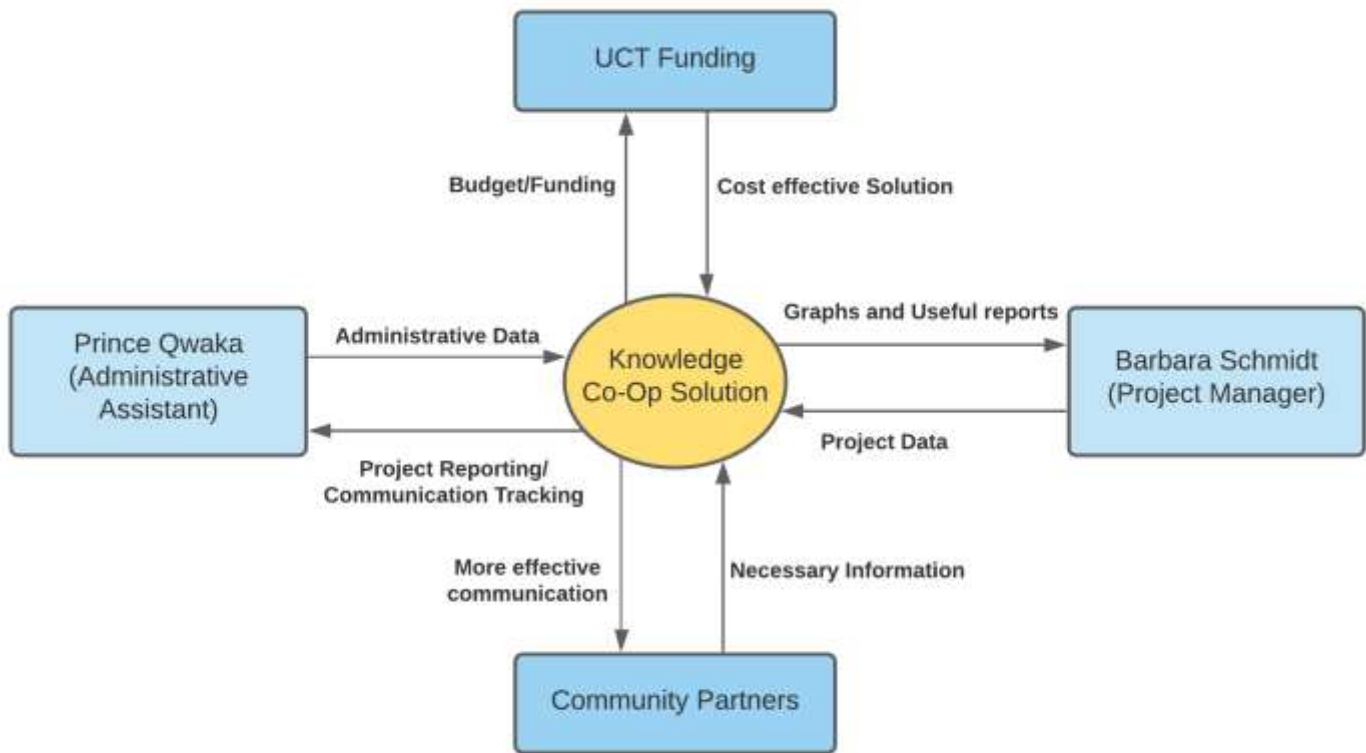 UCT Funding
Budget/Funding
Cost effective Solution
Prince Qwaka
(Administrative
Assistant)
Administrative Data
Knowledge
Co-Op Solution
Graphs and Useful reports
Barbara Schmidt
(Project Manager)
Project Data
Project Reporting/
Communication Tracking
More effective
communication
Necessary Information
Community Partners